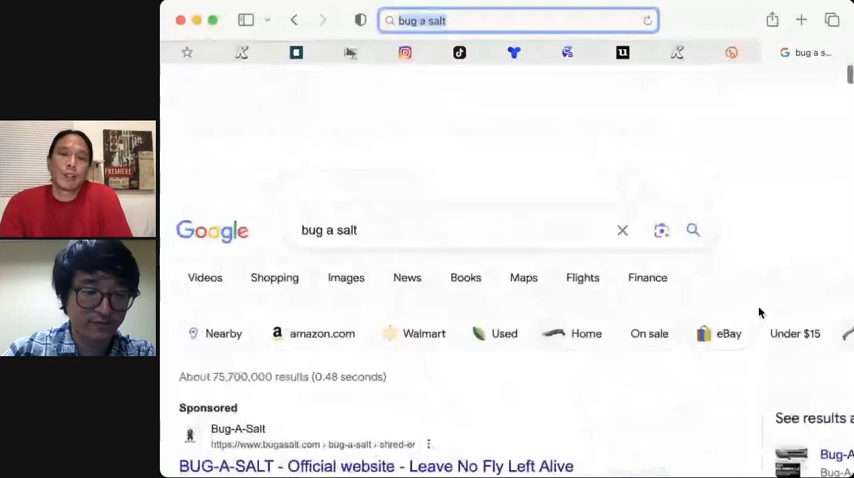 bug a salt
bug a s...
Google
bug a salt
Videos Shopping Images News Books Maps Flights Finance
Nearby amazon.com Walmart Used Home On sale eBay Under $15
About 75,700,000 results (0.48 seconds)
Sponsored
Bug-A-Salt
https://www.bugasalt.com › bug-a-salt › shred-er
BUG-A-SALT - Official website - Leave No Fly Left Alive
See results a
Bug-A
Bug-A-
PREMIERE